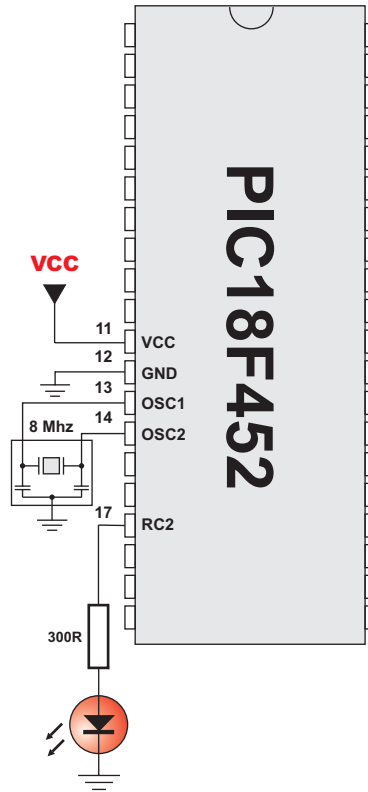 PIC18F452
VCC
11
VCC
12
GND
13
OSC1
8 Mhz
14
OSC2
17
RC2
300R